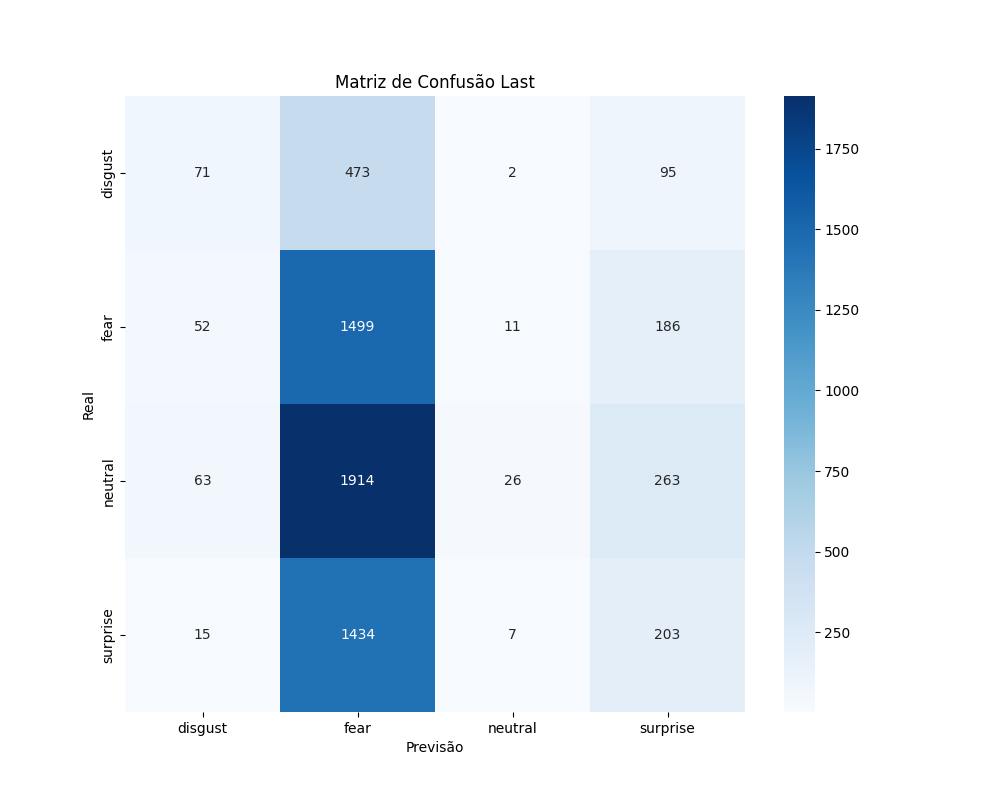 Matriz de Confusão Last
Real
disgust 71 473 2 95
fear 52 1499 11 186
neutral 63 1914 26 263
surprise 15 1434 7 203
disgust fear neutral surprise
Previsão
1750
1500
1250
1000
750
500
250